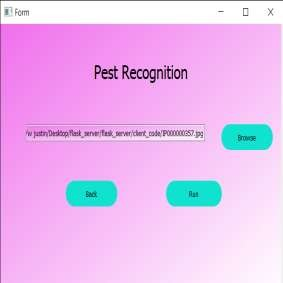 Form
Pest Recognition
/w justin/Desktop/flask_server/flask_server/client_code/IP000000357.jpg
Browse
Back
Run